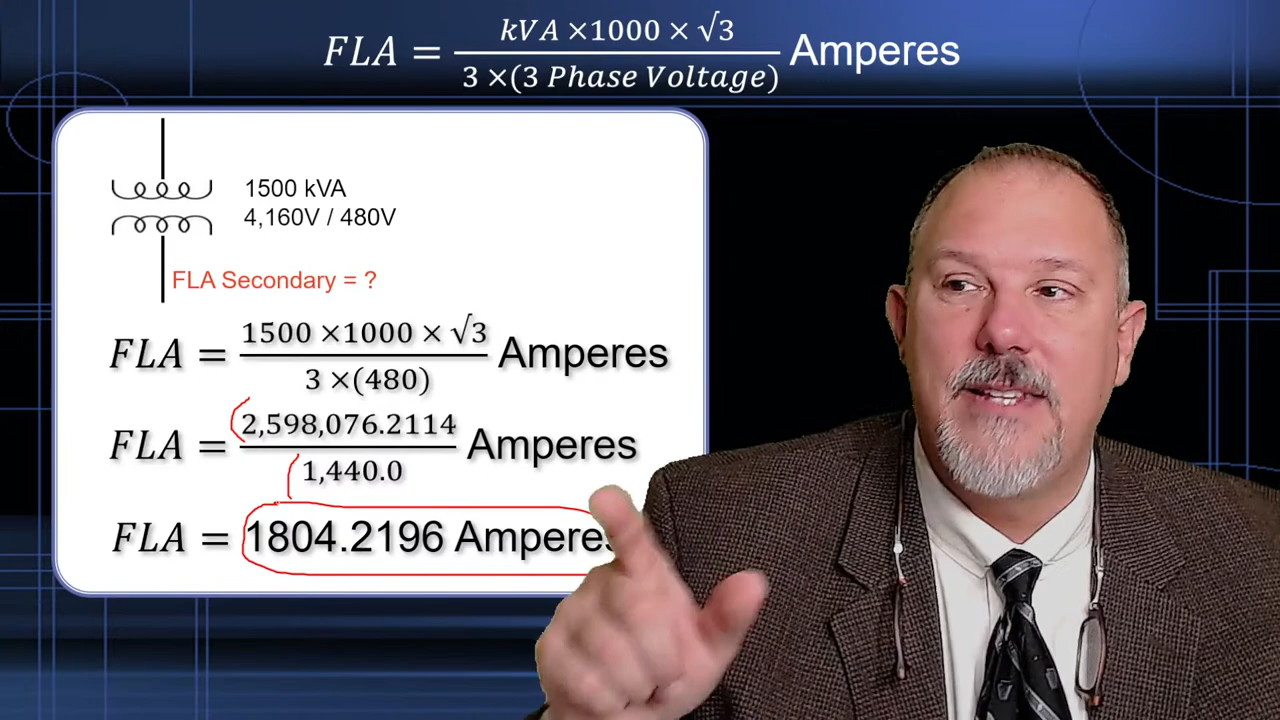 FLA = kVA ×1000 × √3 / 3 ×(3 Phase Voltage) Amperes
1500 kVA
4,160V / 480V
FLA Secondary = ?
FLA = 1500 ×1000 × √3 / 3 ×(480) Amperes
FLA = 2,598,076.2114 / 1,440.0 Amperes
FLA = 1804.2196 Amperes